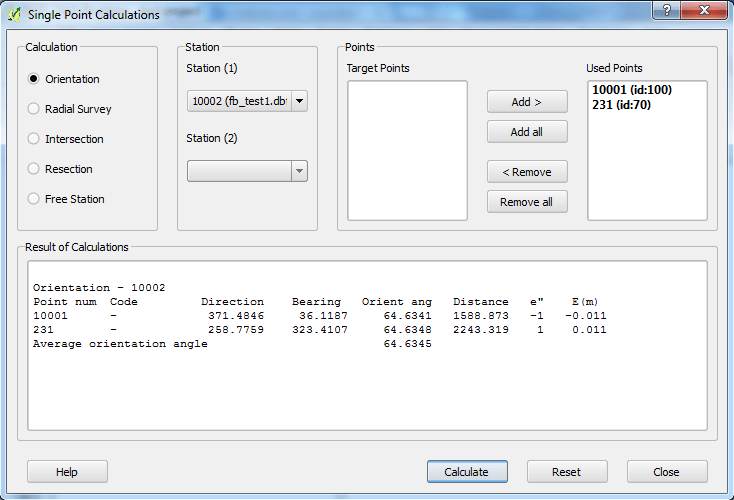 Single Point Calculations
Calculation
Orientation
Radial Survey
Intersection
Resection
Free Station
Station
Station (1)
10002 (fb_test1.dbf
Station (2)
Points
Target Points
Add >
Add all
< Remove
Remove all
Used Points
10001 (id:100)
231 (id:70)
Result of Calculations
Orientation - 10002
Point num Code Direction Bearing Orient ang Distance e" E(m)
10001 - 371.4846 36.1187 64.6341 1588.873 -1 -0.011
231 - 258.7759 323.4107 64.6348 2243.319 1 0.011
Average orientation angle 64.6345
Help
Calculate
Reset
Close